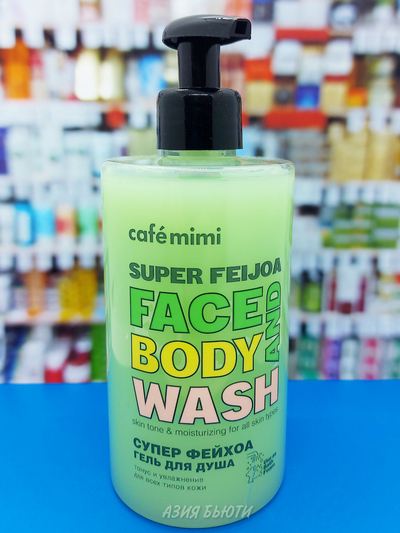 café mimi
SUPER FEIJOA
FACE
AND
BODY
WASH
skin tone & moisturizing for all skin types
СУПЕР ФЕЙХОА
ГЕЛЬ ДЛЯ ДУША
тонус и увлажнение
для всех типов кожи
АЗИЯ БЬЮТИ